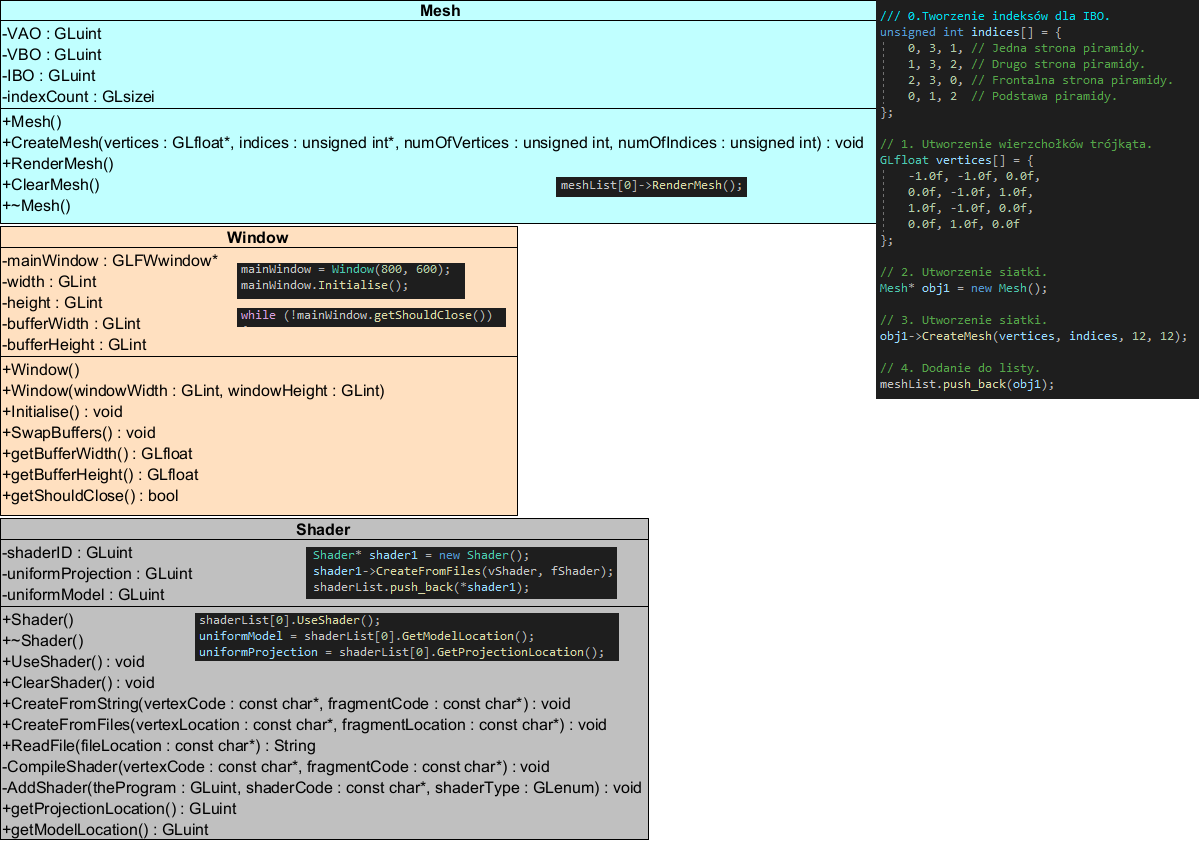 Mesh
-VAO : GLuint
-VBO : GLuint
-IBO : GLuint
-indexCount : GLsizei
+Mesh()
+CreateMesh(vertices : GLfloat*, indices : unsigned int*, numOfVertices : unsigned int, numOfIndices : unsigned int) : void
+RenderMesh()
+ClearMesh()
+~Mesh()
meshList[0]->RenderMesh();
/// 0.Tworzenie indeksów dla IBO.
unsigned int indices[] = {
0, 3, 1, // Jedna strona piramidy.
1, 3, 2, // Drugo strona piramidy.
2, 3, 0, // Frontalna strona piramidy.
0, 1, 2  // Podstawa piramidy.
};
// 1. Utworzenie wierzchołków trójkąta.
GLfloat vertices[] = {
-1.0f, -1.0f, 0.0f,
0.0f, -1.0f, 1.0f,
1.0f, -1.0f, 0.0f,
0.0f, 1.0f, 0.0f
};
// 2. Utworzenie siatki.
Mesh* obj1 = new Mesh();
// 3. Utworzenie siatki.
obj1->CreateMesh(vertices, indices, 12, 12);
// 4. Dodanie do listy.
meshList.push_back(obj1);
Window
-mainWindow : GLFWwindow*
-width : GLint
-height : GLint
-bufferWidth : GLint
-bufferHeight : GLint
mainWindow = Window(800, 600);
mainWindow.Initialise();
while (!mainWindow.getShouldClose())
+Window()
+Window(windowWidth : GLint, windowHeight : GLint)
+Initialise() : void
+SwapBuffers() : void
+getBufferWidth() : GLfloat
+getBufferHeight() : GLfloat
+getShouldClose() : bool
Shader
-shaderID : GLuint
-uniformProjection : GLuint
-uniformModel : GLuint
Shader* shader1 = new Shader();
shader1->CreateFromFiles(vShader, fShader);
shaderList.push_back(*shader1);
+Shader()
+~Shader()
+UseShader() : void
+ClearShader() : void
shaderList[0].UseShader();
uniformModel = shaderList[0].GetModelLocation();
uniformProjection = shaderList[0].GetProjectionLocation();
+CreateFromString(vertexCode : const char*, fragmentCode : const char*) : void
+CreateFromFiles(vertexLocation : const char*, fragmentLocation : const char*) : void
+ReadFile(fileLocation : const char*) : String
-CompileShader(vertexCode : const char*, fragmentCode : const char*) : void
-AddShader(theProgram : GLuint, shaderCode : const char*, shaderType : GLenum) : void
+getProjectionLocation() : GLuint
+getModelLocation() : GLuint